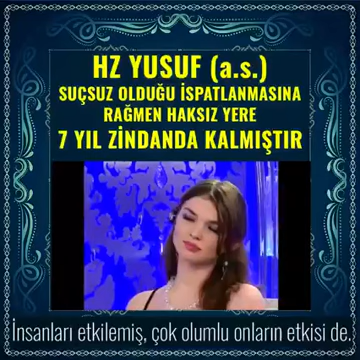 HZ YUSUF (a.s.)
SUÇSUZ OLDUĞU İSPATLANMASINA
RAĞMEN HAKSIZ YERE
7 YIL ZİNDANDA KALMIŞTIR
İnsanları etkilemiş, çok olumlu onların etkisi de.